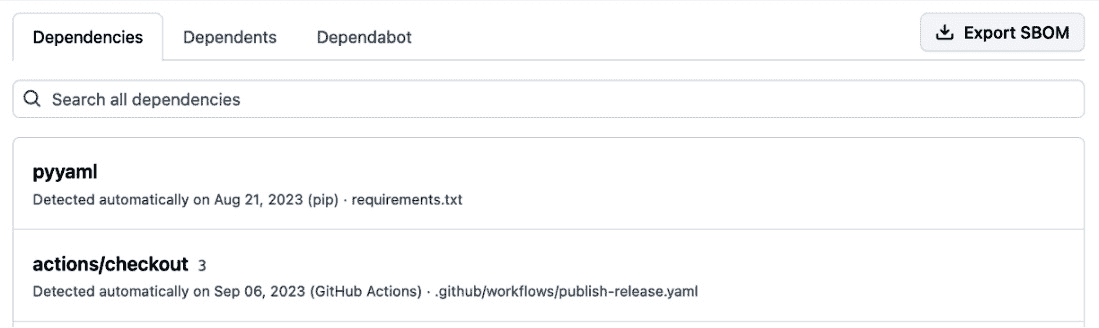 Dependencies Dependents Dependabot Export SBOM
Search all dependencies
pyyaml
Detected automatically on Aug 21, 2023 (pip) · requirements.txt
actions/checkout 3
Detected automatically on Sep 06, 2023 (GitHub Actions) · .github/workflows/publish-release.yaml